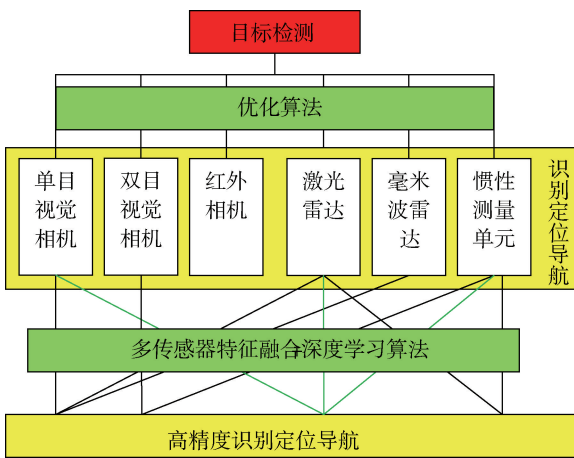 目标检测
优化算法
单目
视觉
相机
双目
视觉
相机
红外
相机
激光
雷达
毫米
波雷
达
惯性
测量
单元
识别定位导航
多传感器特征融合+深度学习算法
高精度识别定位导航